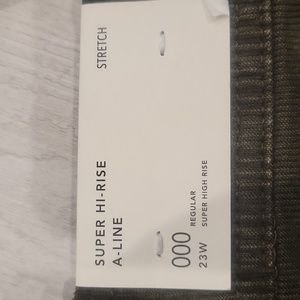 STRETCH
SUPER HI-RISE
A-LINE
000 REGULAR
23W SUPER HIGH RISE